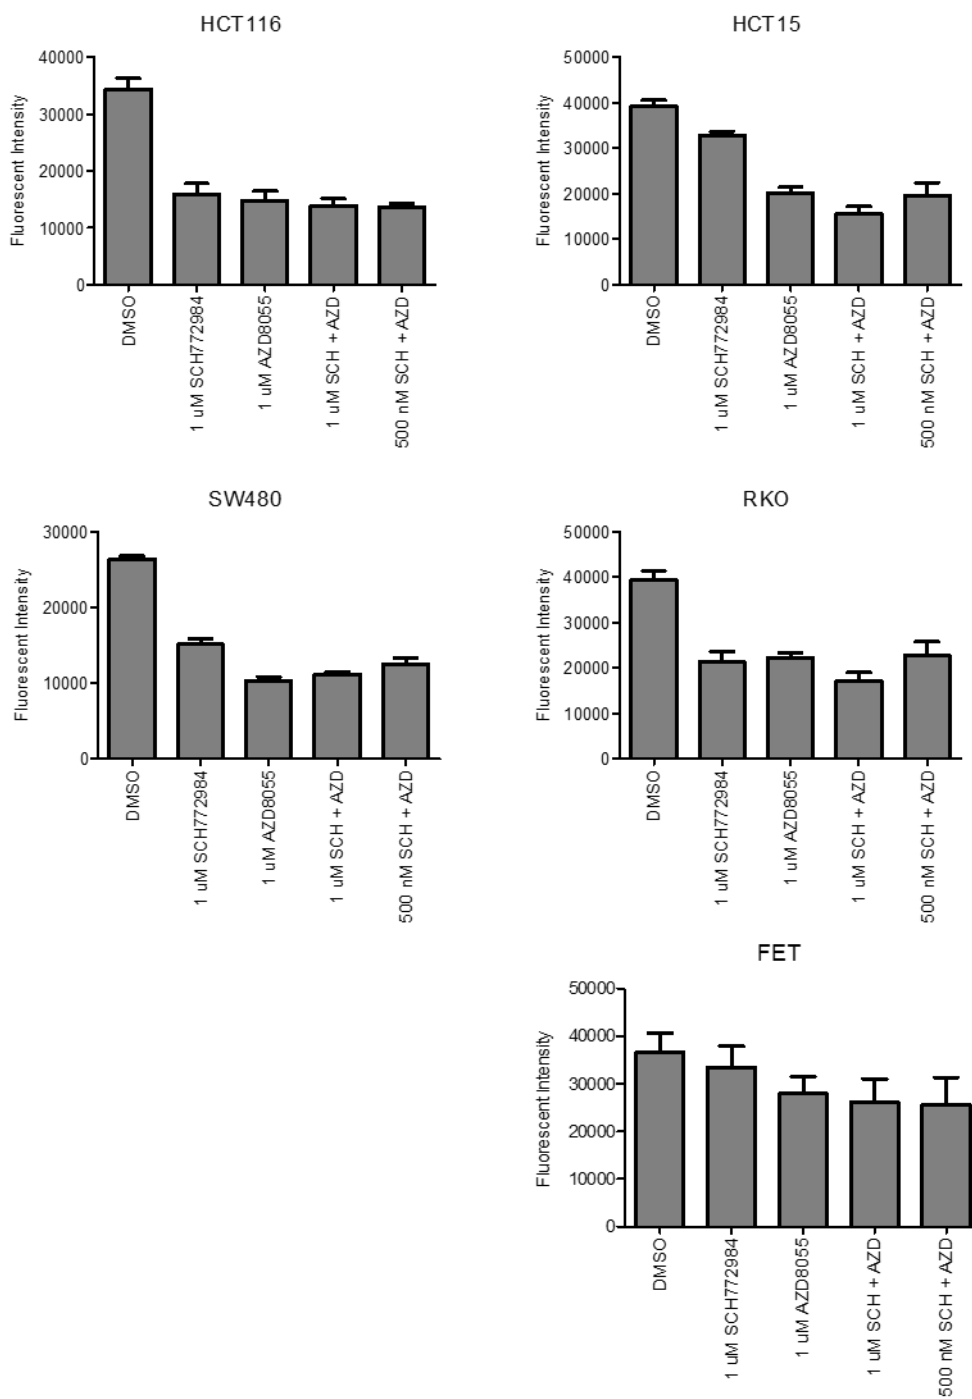 HCT116
Fluorescent Intensity
40000
30000
20000
10000
0
DMSO
1 uM SCH772984
1 uM AZD8055
1 uM SCH + AZD
500 nM SCH + AZD
HCT15
Fluorescent Intensity
50000
40000
30000
20000
10000
0
DMSO
1 uM SCH772984
1 uM AZD8055
1 uM SCH + AZD
500 nM SCH + AZD
SW480
Fluorescent Intensity
30000
20000
10000
0
DMSO
1 uM SCH772984
1 uM AZD8055
1 uM SCH + AZD
500 nM SCH + AZD
RKO
Fluorescent Intensity
50000
40000
30000
20000
10000
0
DMSO
1 uM SCH772984
1 uM AZD8055
1 uM SCH + AZD
500 nM SCH + AZD
FET
Fluorescent Intensity
50000
40000
30000
20000
10000
0
DMSO
1 uM SCH772984
1 uM AZD8055
1 uM SCH + AZD
500 nM SCH + AZD